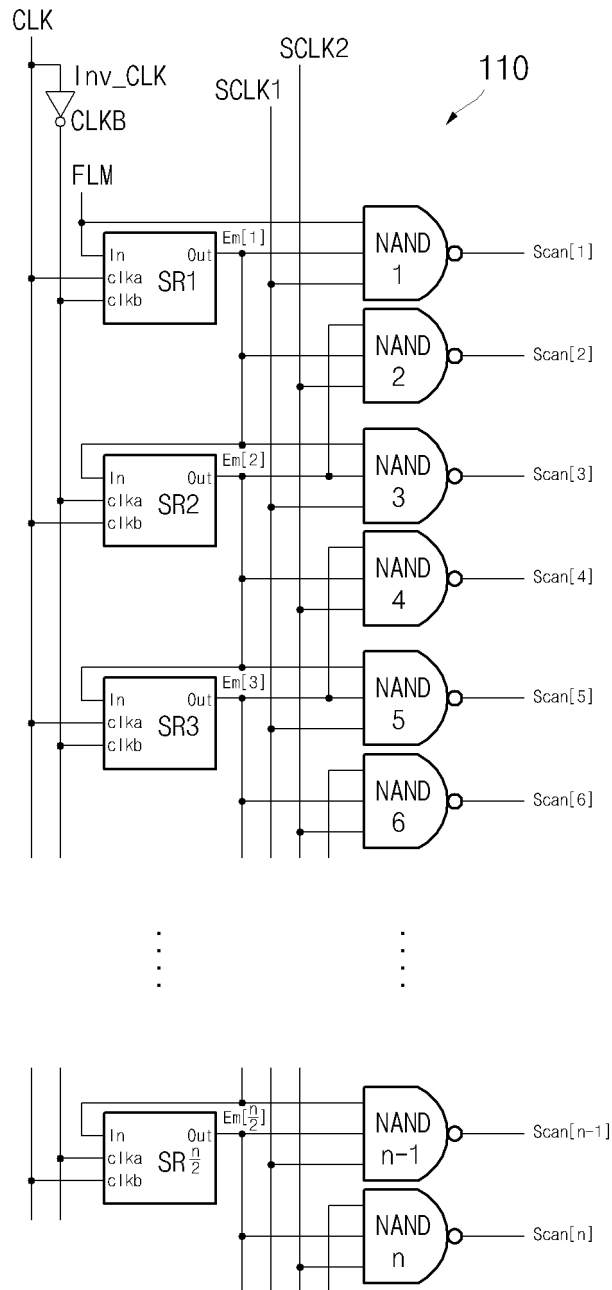 CLK
SCLK2
110
Inv_CLK
SCLK1
CLKB
FLM
Em[1]
In
Out
clka
clkb
SR1
NAND
1
Scan[1]
NAND
2
Scan[2]
Em[2]
In
Out
clka
clkb
SR2
NAND
3
Scan[3]
NAND
4
Scan[4]
Em[3]
In
Out
clka
clkb
SR3
NAND
5
Scan[5]
NAND
6
Scan[6]
Em[n/2]
In
Out
clka
clkb
SR n/2
NAND
n-1
Scan[n-1]
NAND
n
Scan[n]